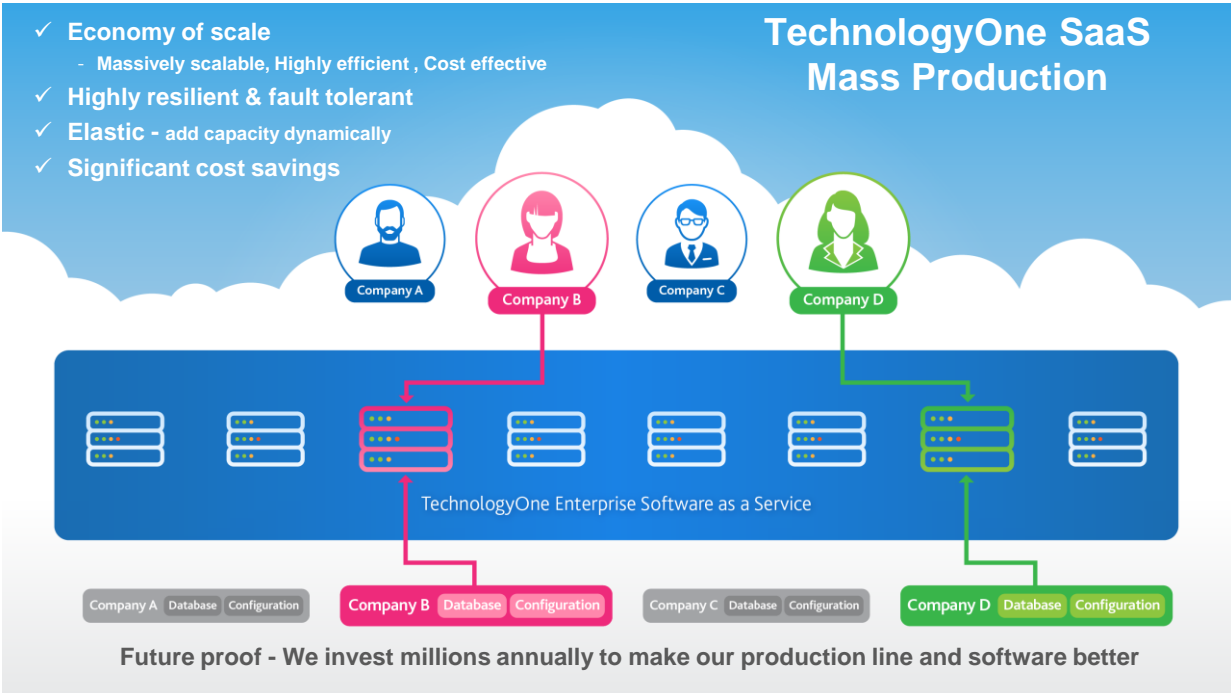 ✓ Economy of scale
- Massively scalable, Highly efficient , Cost effective
✓ Highly resilient & fault tolerant
✓ Elastic - add capacity dynamically
✓ Significant cost savings
TechnologyOne SaaS
Mass Production
Company A
Company B
Company C
Company D
TechnologyOne Enterprise Software as a Service
Company A Database Configuration
Company B Database Configuration
Company C Database Configuration
Company D Database Configuration
Future proof - We invest millions annually to make our production line and software better